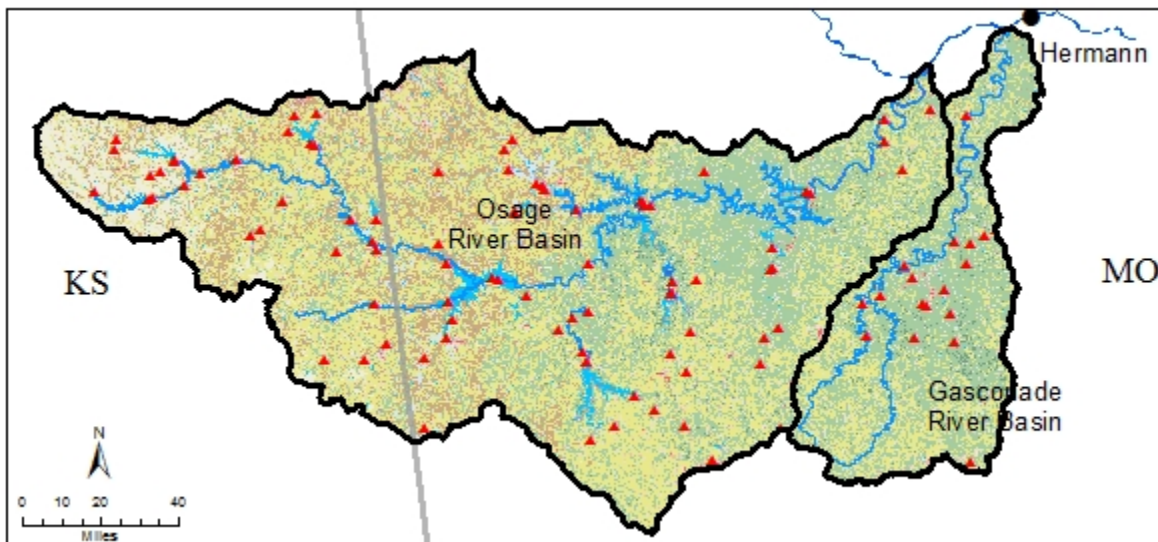 Hermann
Osage
River Basin
KS
MO
Gasconade
River Basin
N
0 10 20 40
Miles